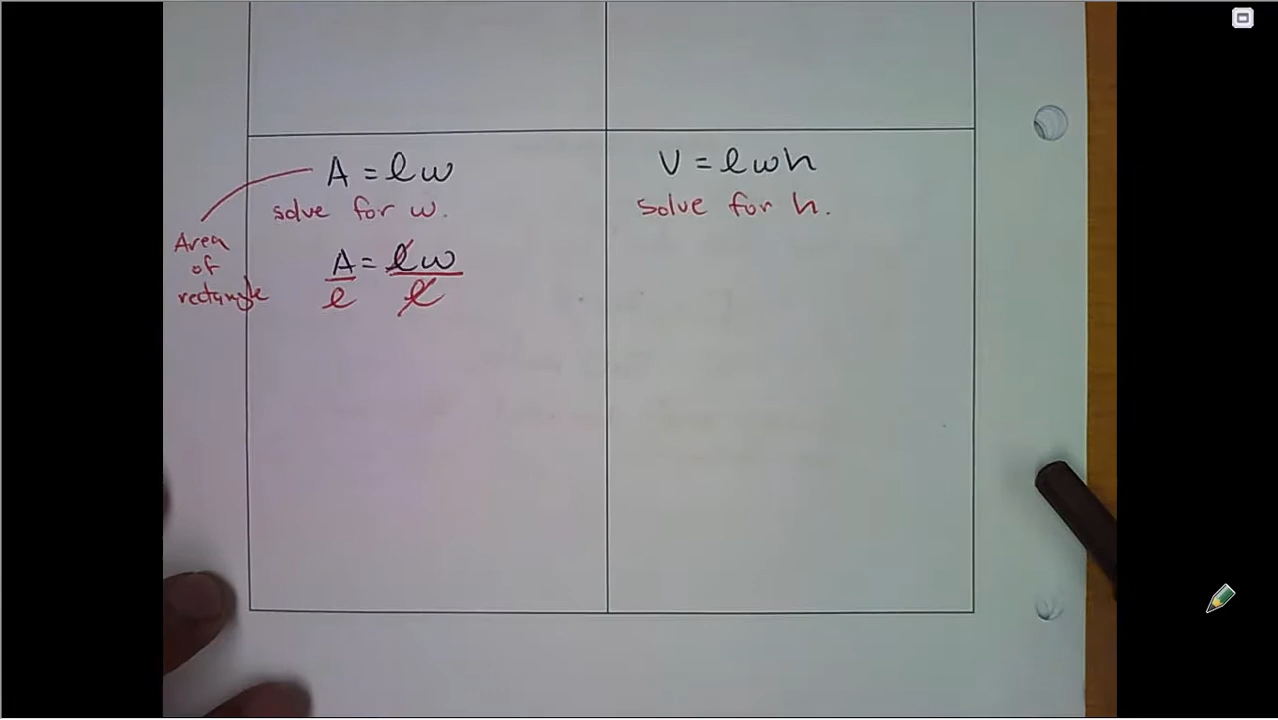 A = lw
solve for w.
Area
of
rectangle
A = lw
l l
V = lwh
solve for h.